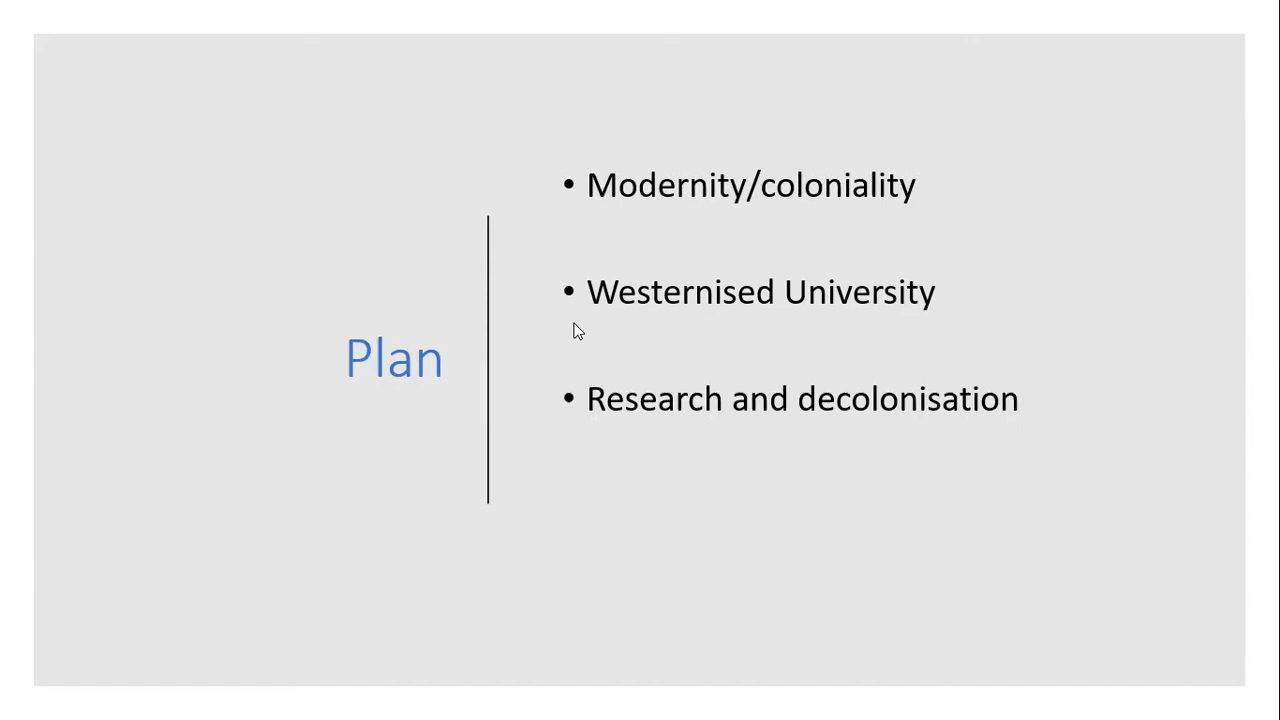 Plan
• Modernity/coloniality
• Westernised University
• Research and decolonisation